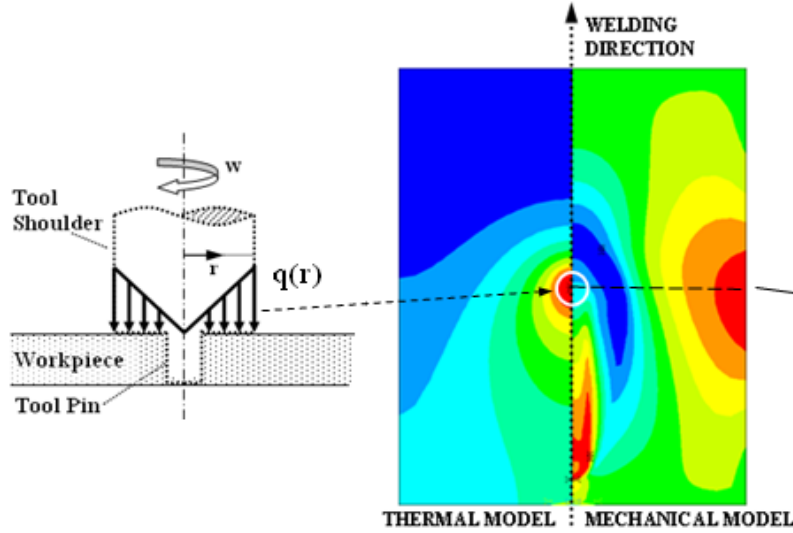 WELDING
DIRECTION
w
Tool
Shoulder
r
q(r)
Workpiece
Tool Pin
THERMAL MODEL
MECHANICAL MODEL